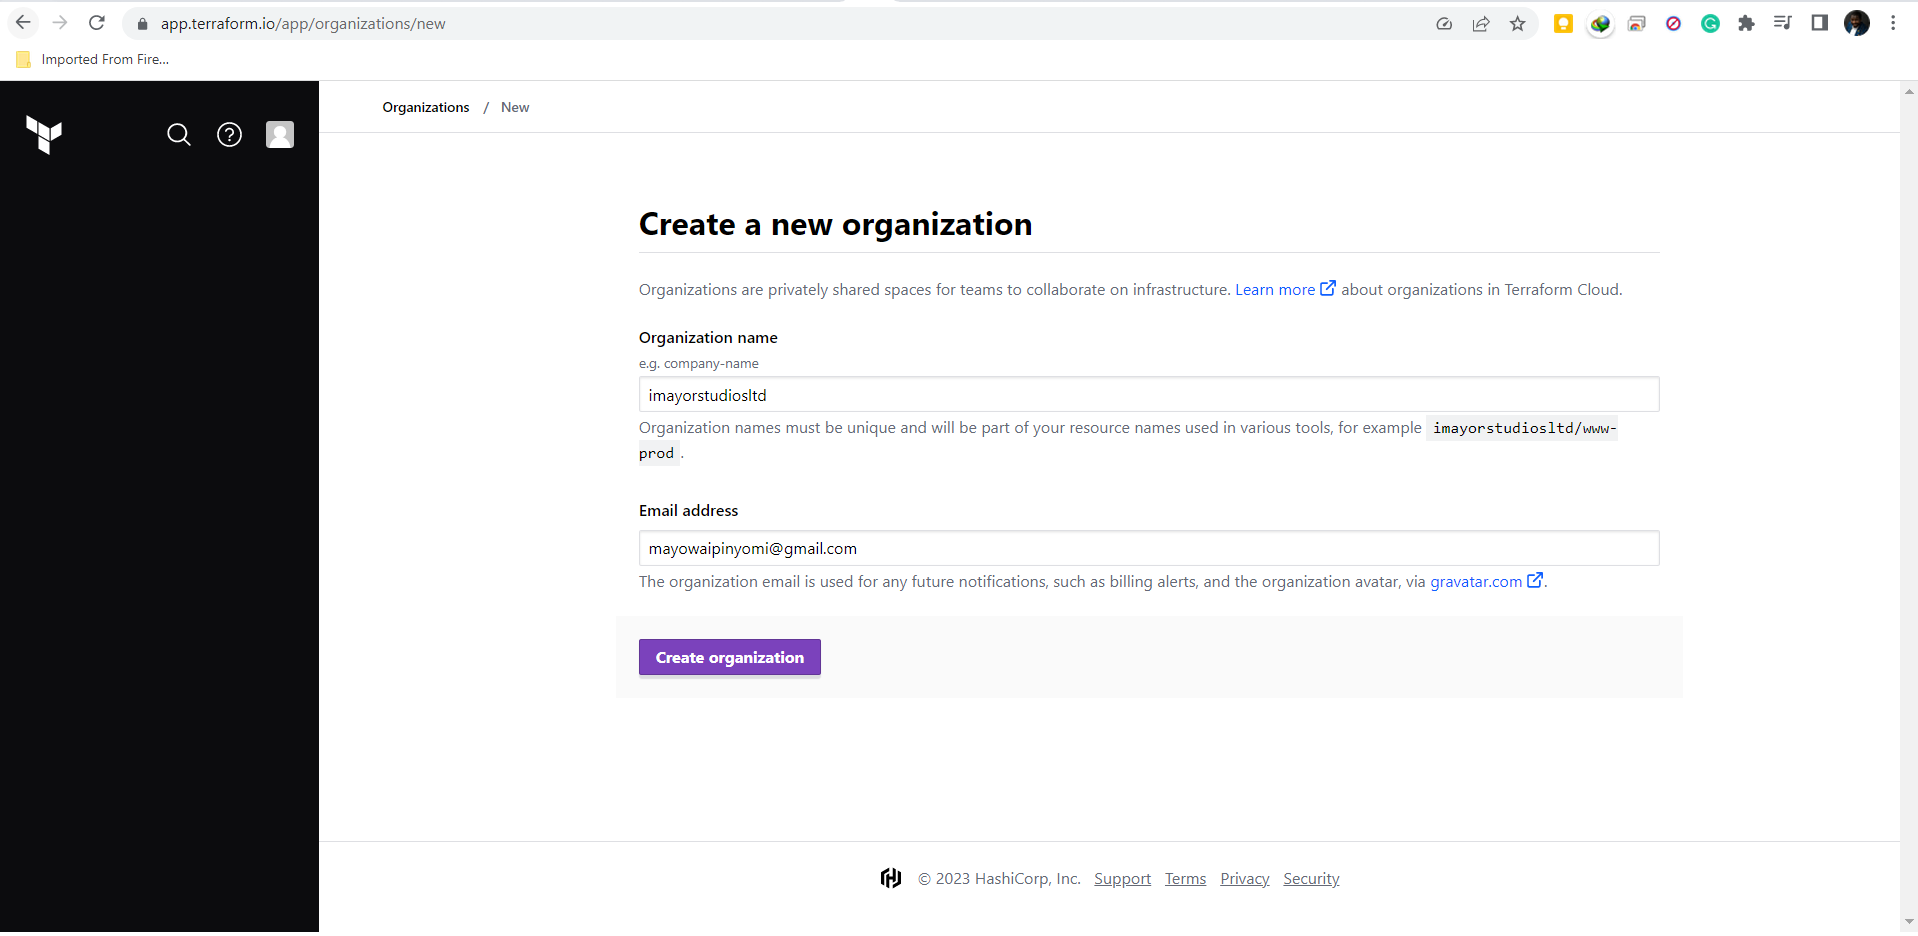 app.terraform.io/app/organizations/new
Imported From Fire...
Organizations / New
Create a new organization
Organizations are privately shared spaces for teams to collaborate on infrastructure. Learn more about organizations in Terraform Cloud.
Organization name
e.g. company-name
imayorstudiosltd
Organization names must be unique and will be part of your resource names used in various tools, for example imayorstudiosltd/www-
prod .
Email address
mayowaipinyomi@gmail.com
The organization email is used for any future notifications, such as billing alerts, and the organization avatar, via gravatar.com .
Create organization
© 2023 HashiCorp, Inc. Support Terms Privacy Security